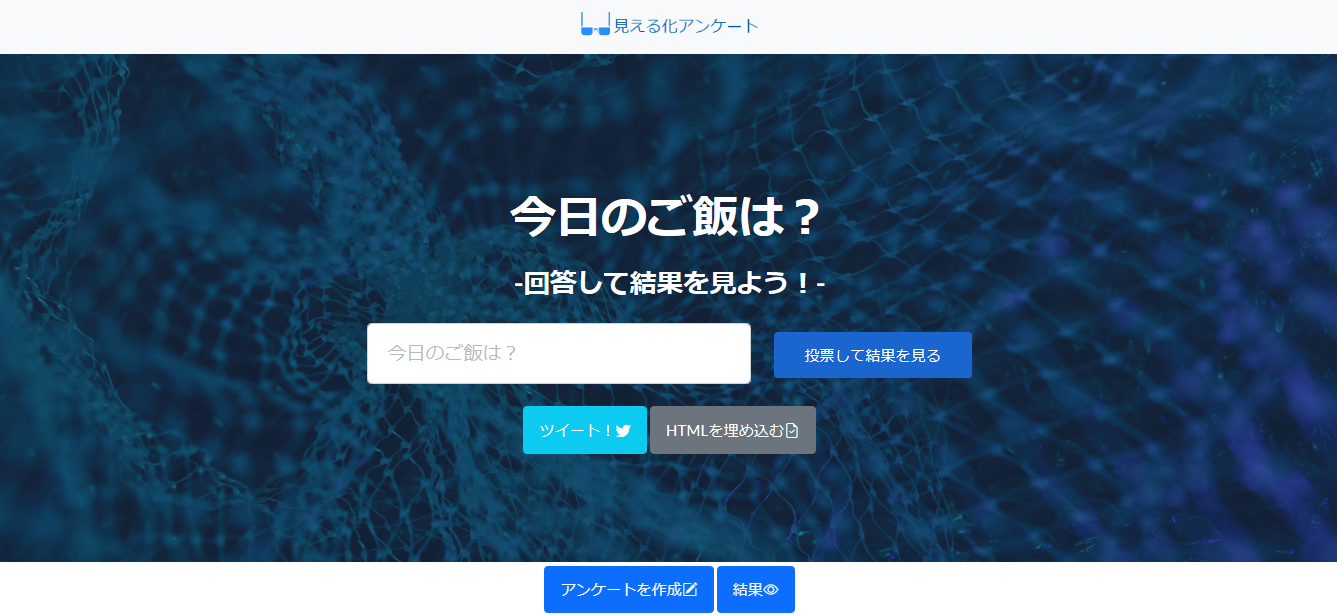 見える化アンケート
今日のご飯は？
-回答して結果を見よう！-
今日のご飯は？
投票して結果を見る
ツイート！
HTMLを埋め込む
アンケートを作成
結果